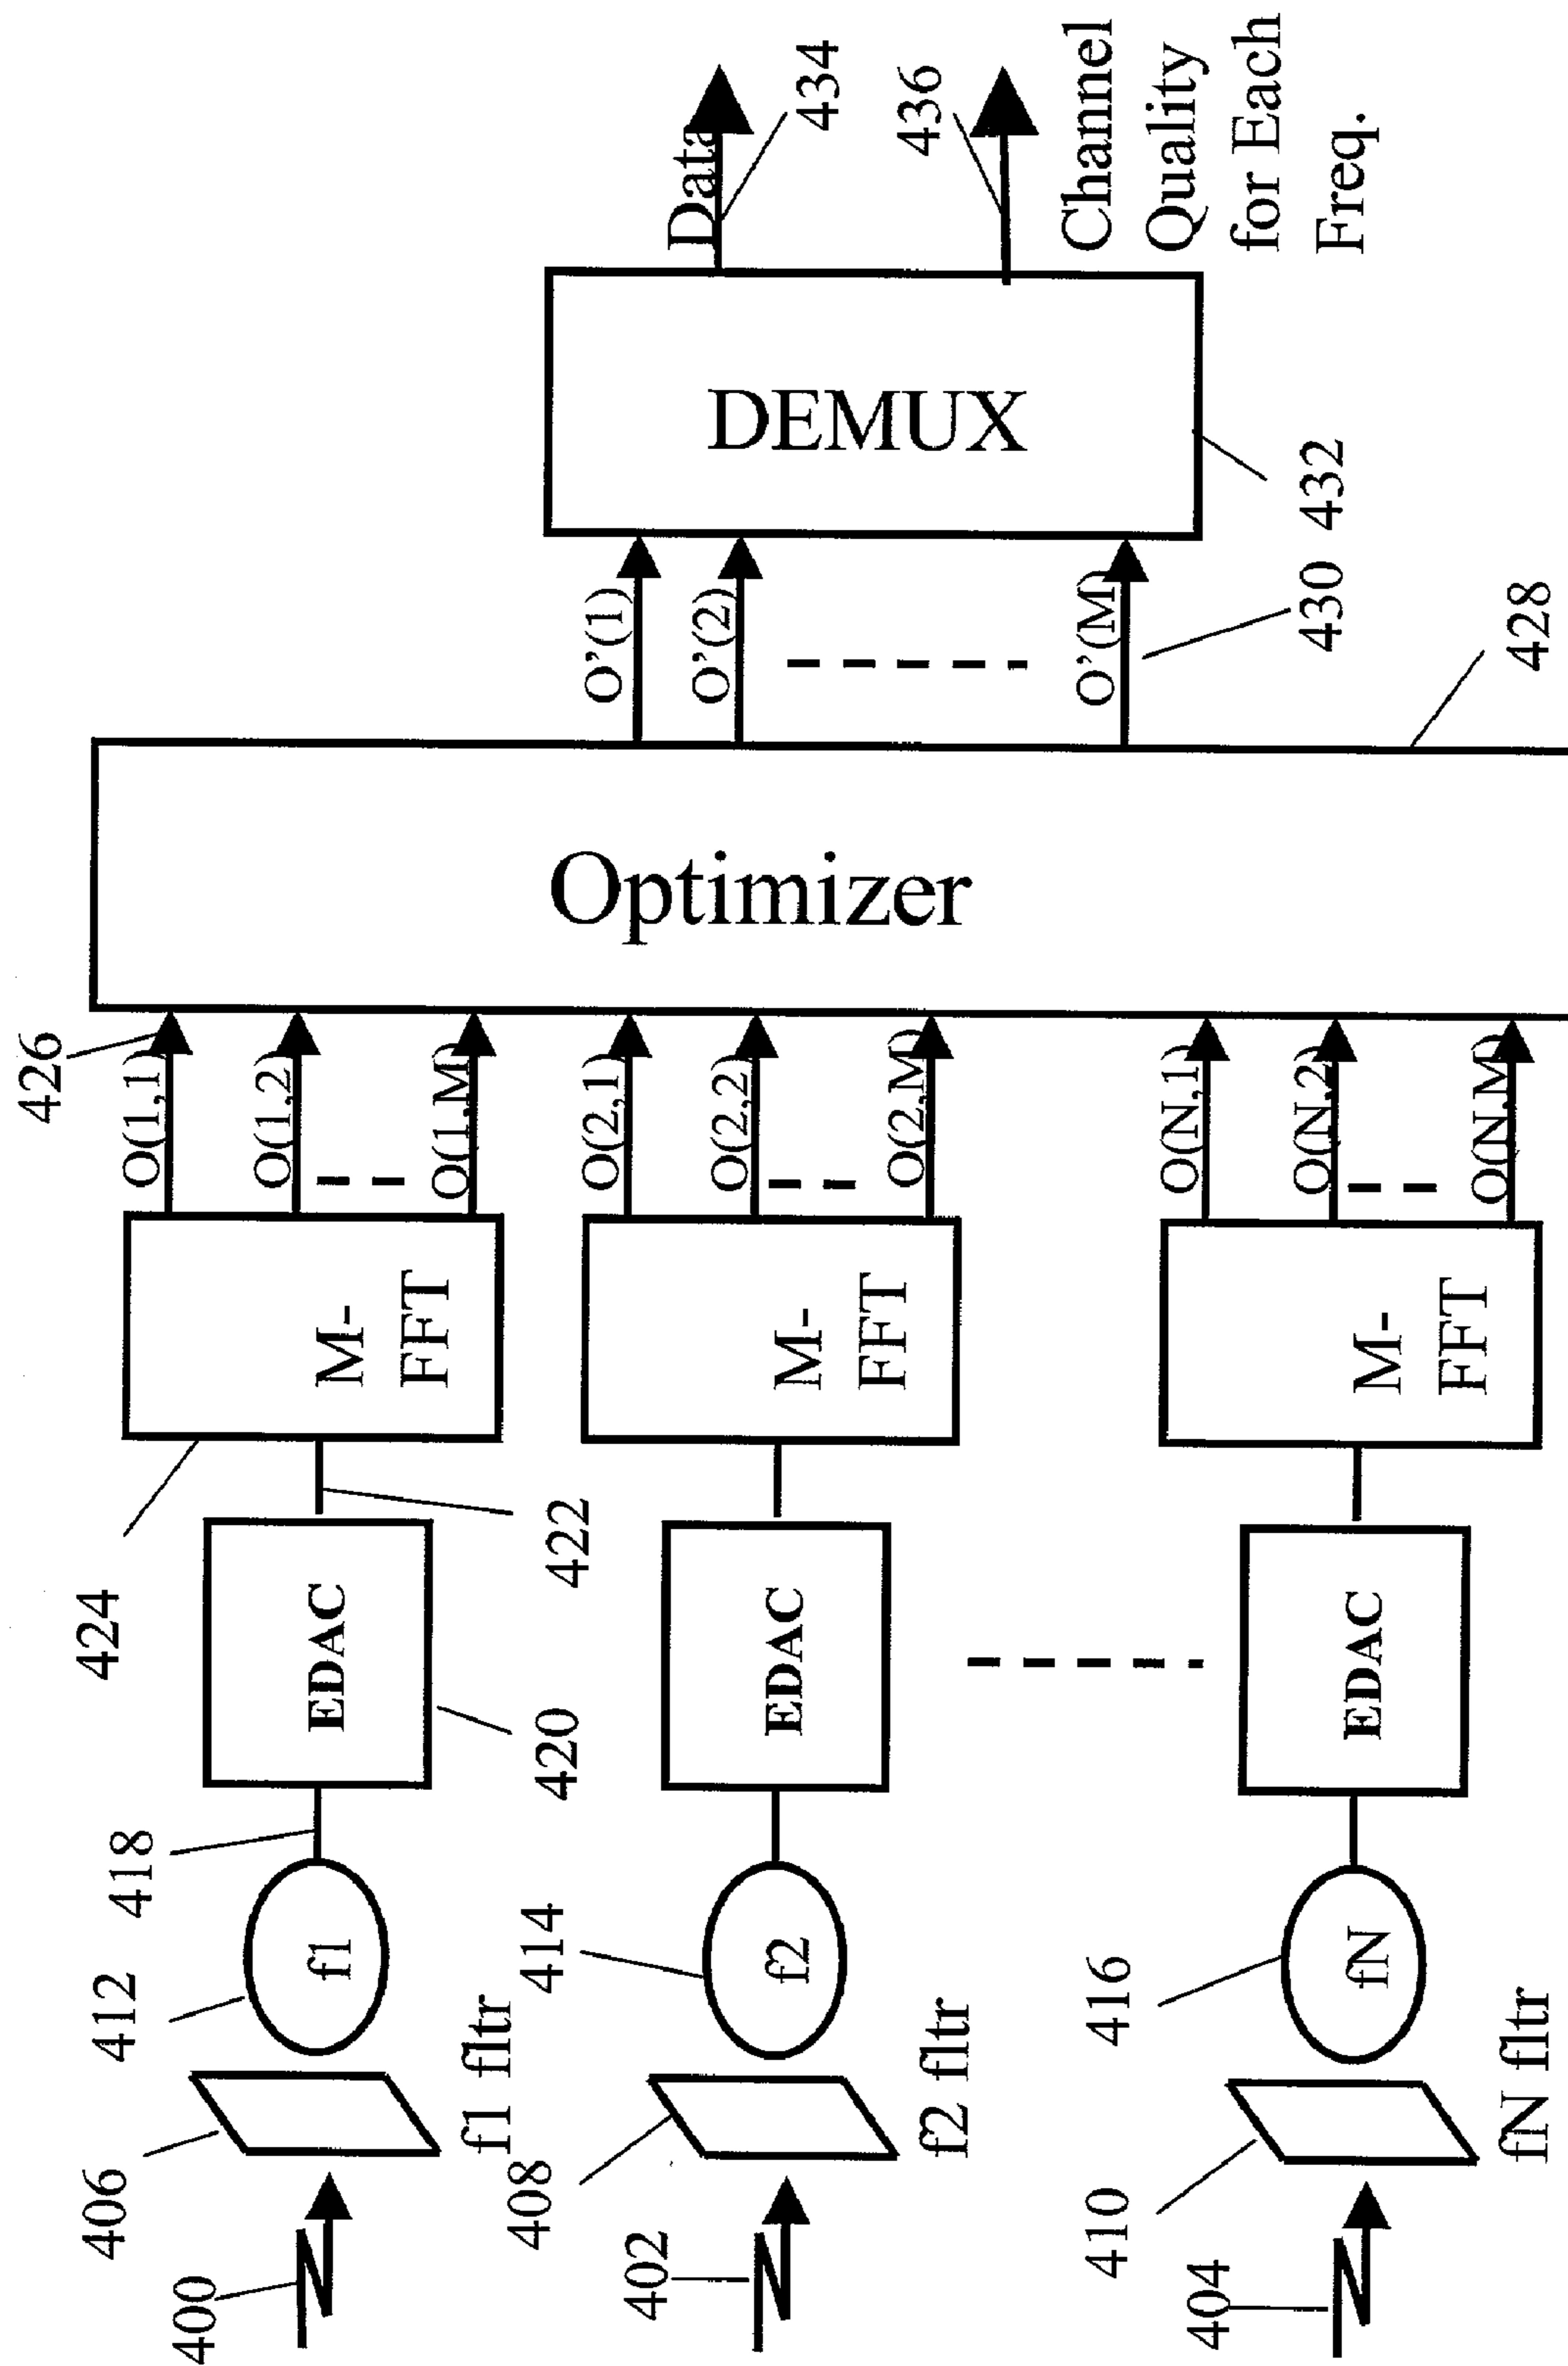 400
406
f1 fltr
412
f1
418
EDAC
420
422
424
M-
FFT
O(1,1)
O(1,2)
O(1,M)
426
402
408
f2 fltr
414
f2
EDAC
M-
FFT
O(2,1)
O(2,2)
O(2,M)
404
410
fN fltr
416
fN
EDAC
M-
FFT
O(N,1)
O(N,2)
O(N,M)
Optimizer
428
O'(1)
O'(2)
O'(M)
430
DEMUX
432
Data
434
436
Channel
Quality
for Each
Freq.